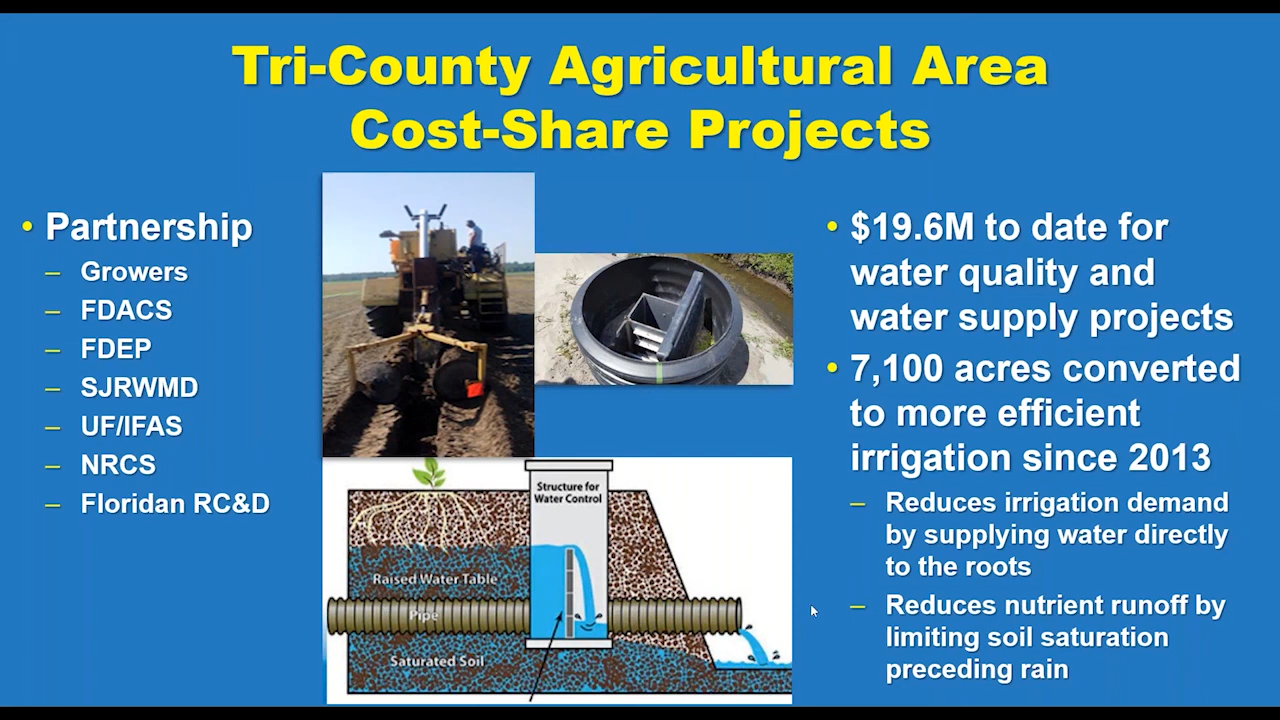 Tri-County Agricultural Area
Cost-Share Projects
• Partnership
– Growers
– FDACS
– FDEP
– SJRWMD
– UF/IFAS
– NRCS
– Floridan RC&D
Structure for
Water Control
Raised Water Table
Pipe
Saturated Soil
• $19.6M to date for
water quality and
water supply projects
• 7,100 acres converted
to more efficient
irrigation since 2013
– Reduces irrigation demand
by supplying water directly
to the roots
– Reduces nutrient runoff by
limiting soil saturation
preceding rain